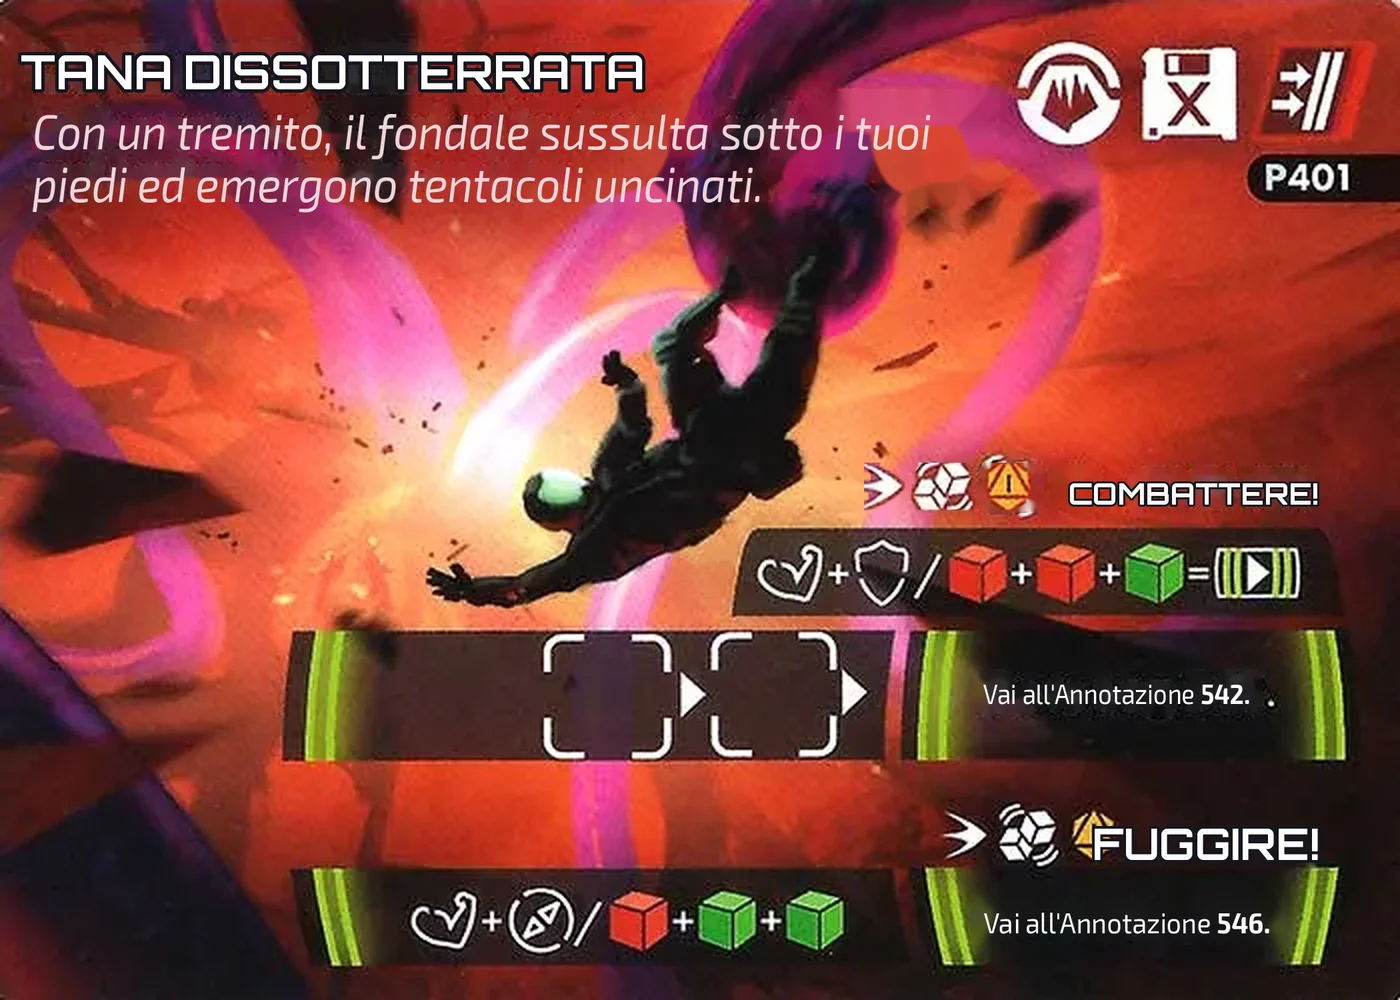 TANA DISSOTTERRATA
Con un tremito, il fondale sussulta sotto i tuoi
piedi ed emergono tentacoli uncinati.
P401
COMBATTERE!
+ / + + =
Vai all'Annotazione 542. .
FUGGIRE!
+ / + +
Vai all'Annotazione 546.